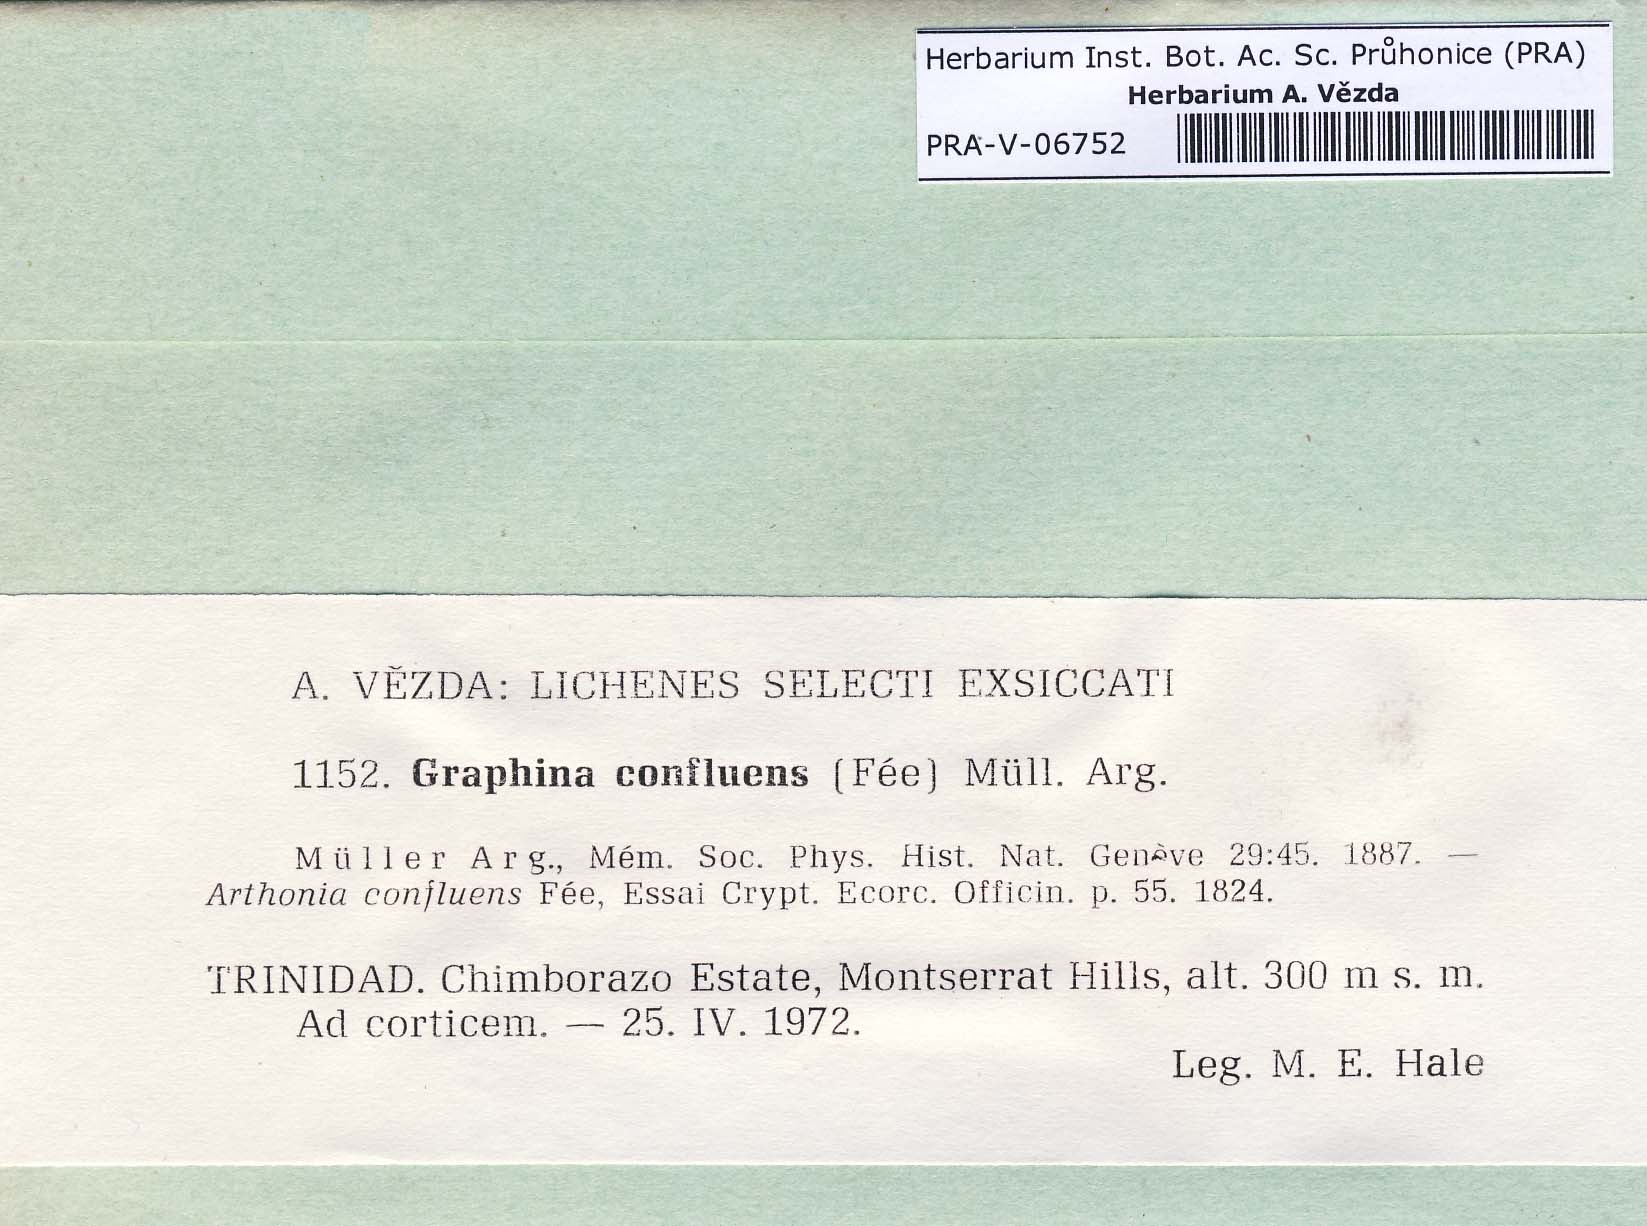 Herbarium Inst. Bot. Ac. Sc. Průhonice (PRA)
Herbarium A. Vězda
PRA-V-06752
A. VĚZDA: LICHENES SELECTI EXSICCATI
1152. Graphina confluens (Fée) Müll. Arg.
Müller Arg., Mém. Soc. Phys. Hist. Nat. Genève 29:45. 1887. —
Arthonia confluens Fée, Essai Crypt. Ecorc. Officin. p. 55. 1824.
TRINIDAD. Chimborazo Estate, Montserrat Hills, alt. 300 m s. m.
Ad corticem. — 25. IV. 1972.
Leg. M. E. Hale